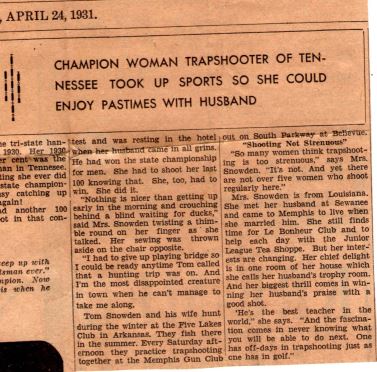 , APRIL 24, 1931.
CHAMPION WOMAN TRAPSHOOTER OF TEN-
NESSEE TOOK UP SPORTS SO SHE COULD
ENJOY PASTIMES WITH HUSBAND
he tri-state han-
1930. Her 1930
er cent was the
man in Tennessee.
ing she ever did
state champion-
sy catching up
again!
d another 100
ot in that con-
keep up with
lsman ever."
mpion. Now
is when he
test and was resting in the hotel
when her husband came in all grins.
He had won the state championship
for men. She had to shoot her last
100 knowing that. She, too, had to
win. She did it.
"Nothing is nicer than getting up
early in the morning and crouching
behind a blind waiting for ducks,"
said Mrs. Snowden twisting a thim-
ble round on her finger as she
talked. Her sewing was thrown
aside on the chair opposite.
"I had to give up playing bridge so
I could be ready anytime Tom called
that a hunting trip was on. And
I'm the most disappointed creature
in town when he can't manage to
take me along.
Tom Snowden and his wife hunt
during the winter at the Five Lakes
Club in Arkansas. They fish there
in the summer. Every Saturday aft-
ernoon they practice trapshooting
together at the Memphis Gun Club
out on South Parkway at Bellevue.
"Shooting Not Strenuous"
"So many women think trapshoot-
ing is too strenuous," says Mrs.
Snowden. "It's not. And yet there
are not over five women who shoot
regularly here."
Mrs. Snowden is from Louisiana.
She met her husband at Sewanee
and came to Memphis to live when
she married him. She still finds
time for Le Bonheur Club and to
help each day with the Junior
League Tea Shoppe. But her inter-
ests are changing. Her chief delight
is in one room of her house which
she calls her husband's trophy room.
And her biggest thrill comes in win-
ning her husband's praise with a
good shot.
"He's the best teacher in the
world," she says. "And the fascina-
tion comes in never knowing what
you will be able to do next. One
has off-days in trapshooting just as
one has in golf."